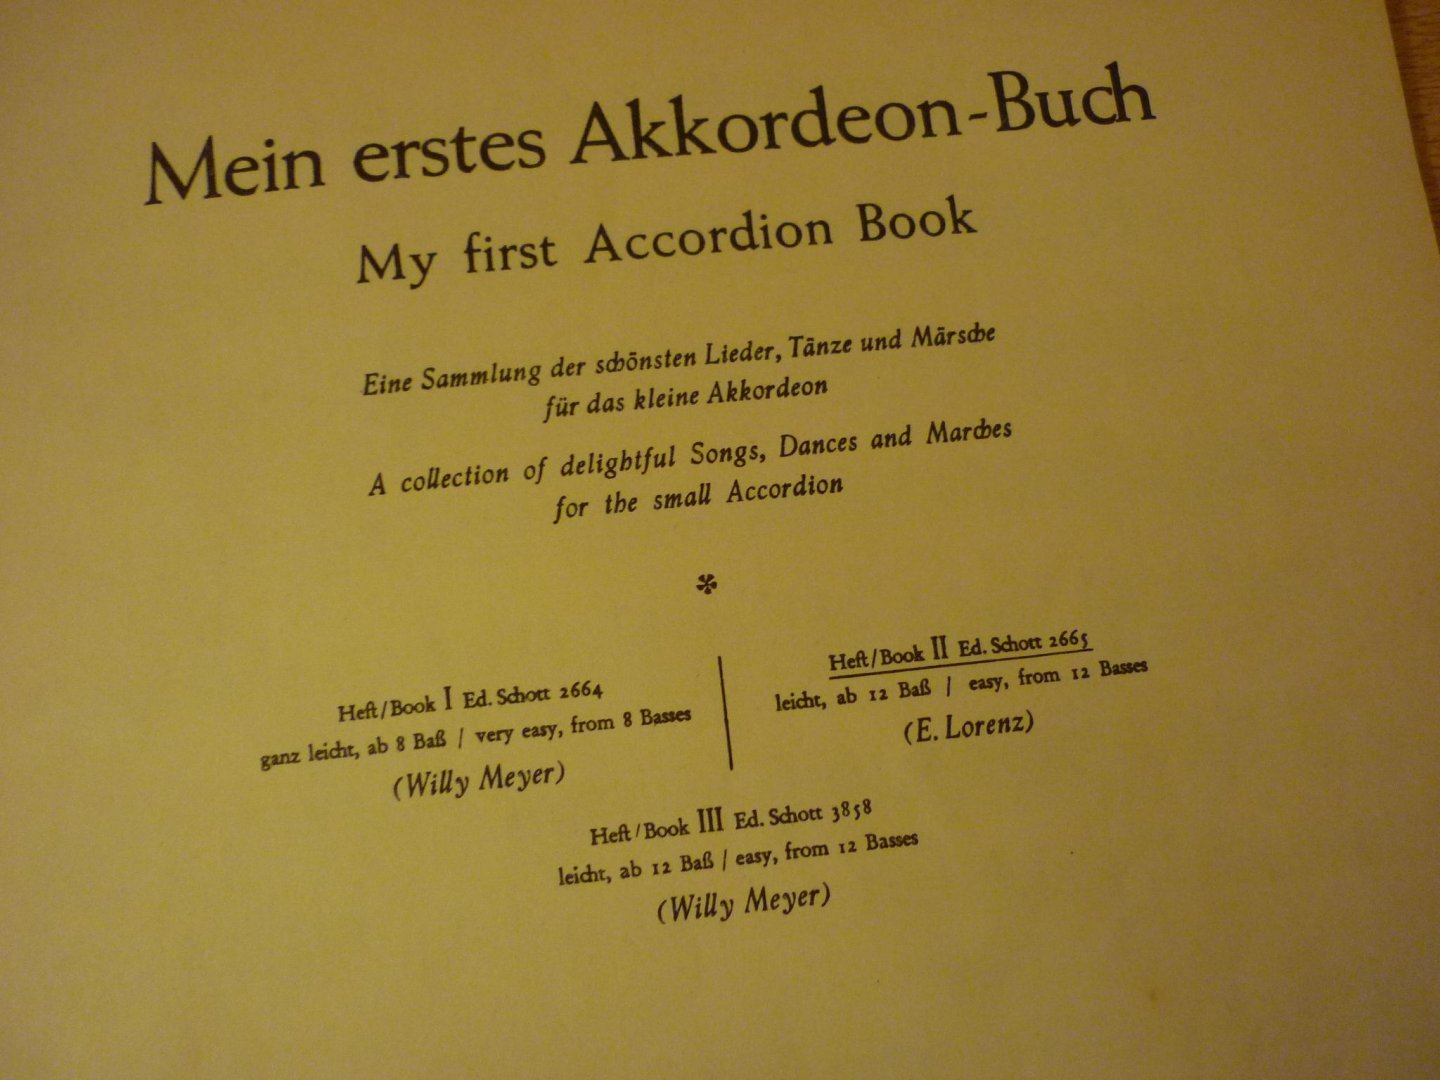 Mein erstes Akkordeon-Buch
My first Accordion Book
Eine Sammlung der schönsten Lieder, Tänze und Märsche
für das kleine Akkordeon
A collection of delightful Songs, Dances and Marches
for the small Accordion
*
Heft/Book I Ed. Schott 2664
ganz leicht, ab 8 Baß / very easy, from 8 Basses
(Willy Meyer)
Heft/Book II Ed. Schott 2665
leicht, ab 12 Baß / easy, from 12 Basses
(E. Lorenz)
Heft/Book III Ed. Schott 3858
leicht, ab 12 Baß / easy, from 12 Basses
(Willy Meyer)